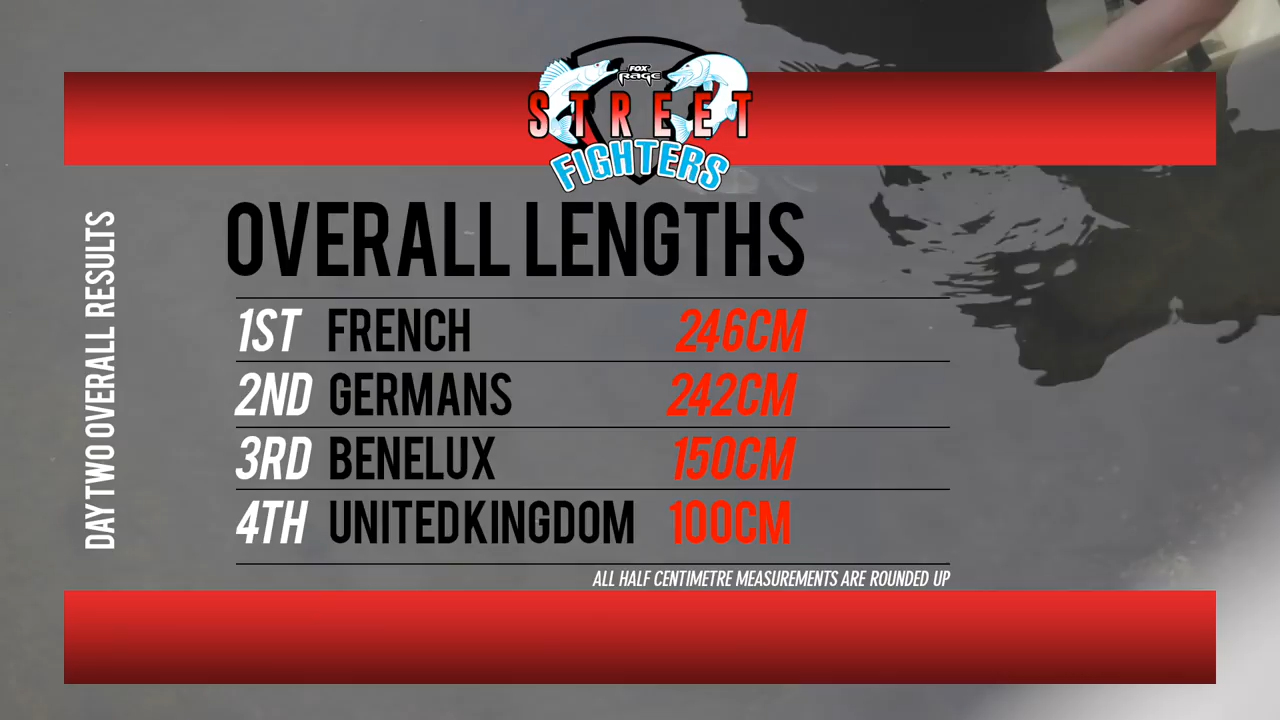 FOX
RAGE
STREET
FIGHTERS
DAY TWO OVERALL RESULTS
OVERALL LENGTHS
1ST FRENCH 246CM
2ND GERMANS 242CM
3RD BENELUX 150CM
4TH UNITEDKINGDOM 100CM
ALL HALF CENTIMETRE MEASUREMENTS ARE ROUNDED UP